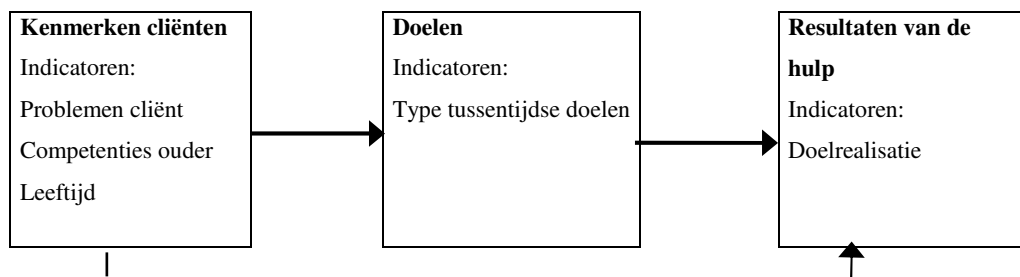 Kenmerken cliënten
Indicatoren:
Problemen cliënt
Competenties ouder
Leeftijd
Doelen
Indicatoren:
Type tussentijdse doelen
Resultaten van de
hulp
Indicatoren:
Doelrealisatie